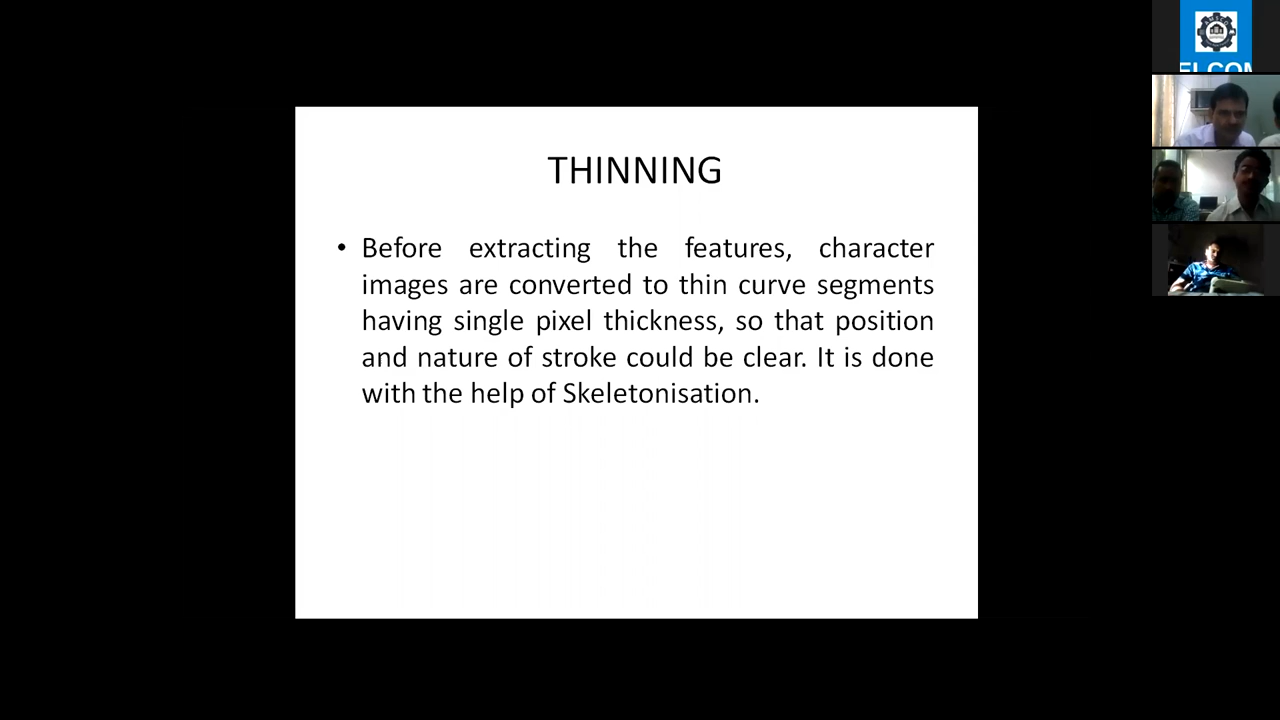 THINNING
• Before extracting the features, character
images are converted to thin curve segments
having single pixel thickness, so that position
and nature of stroke could be clear. It is done
with the help of Skeletonisation.